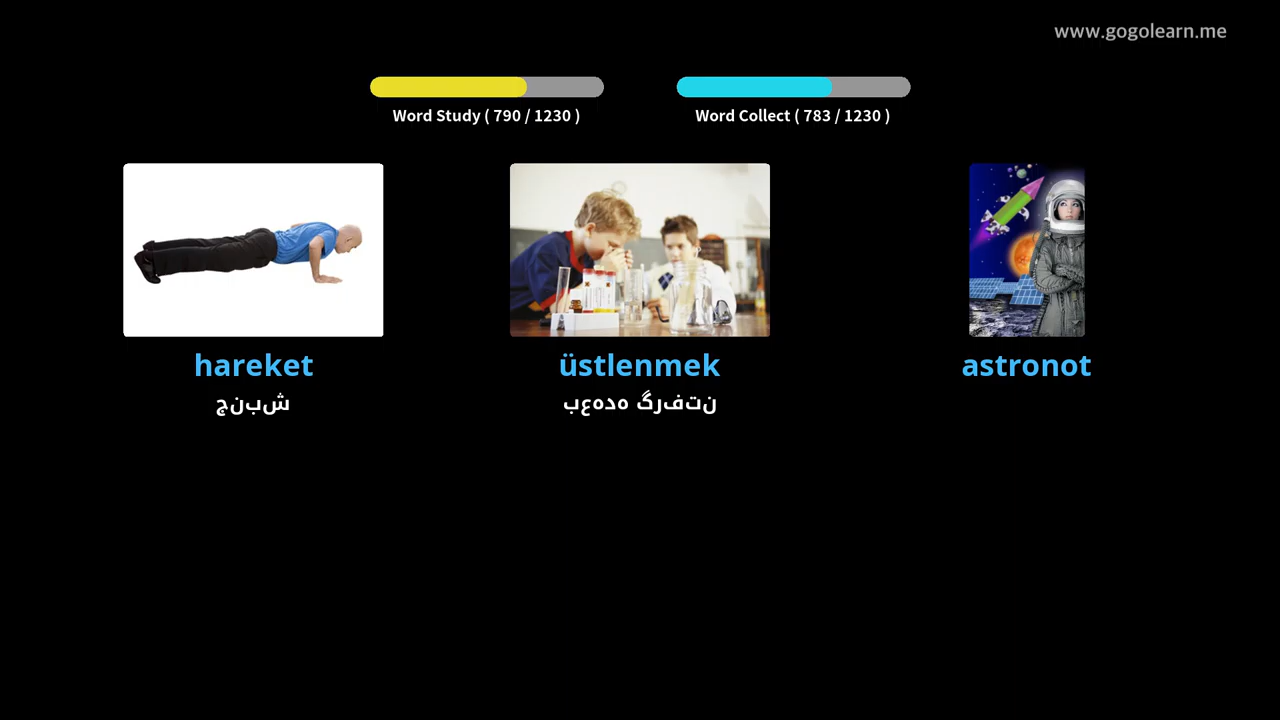 www.gogolearn.me
Word Study ( 790 / 1230 )
Word Collect ( 783 / 1230 )
hareket
جنبش
üstlenmek
بعهده گرفتن
astronot